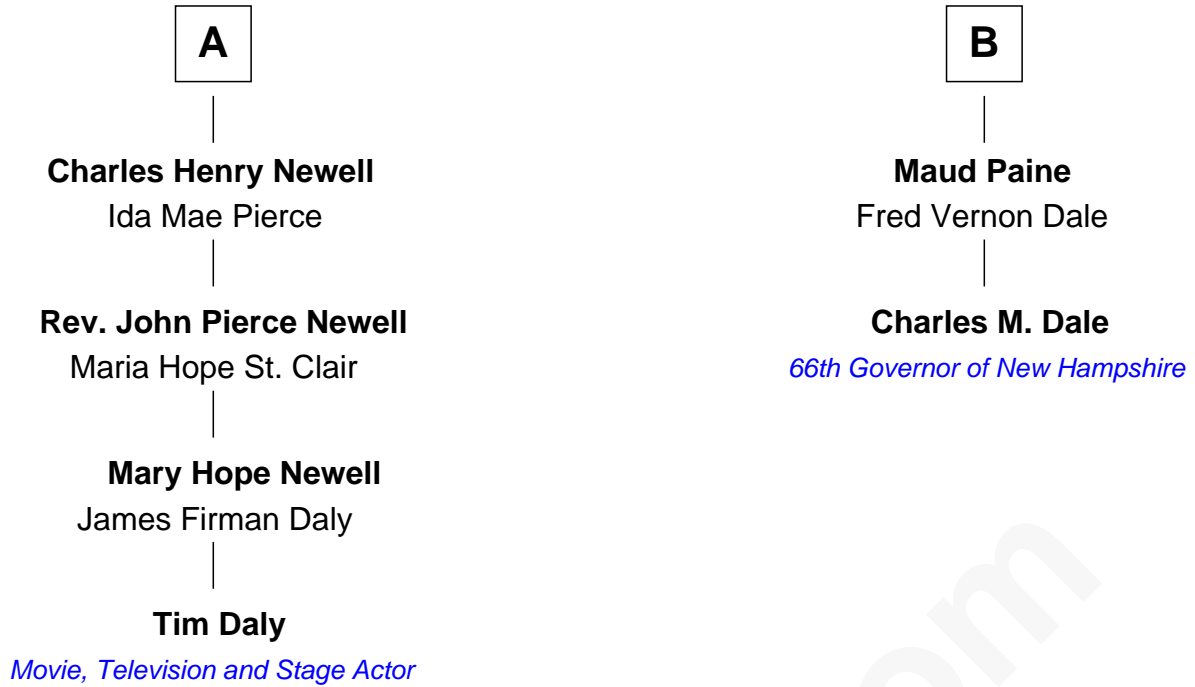 A
Charles Henry Newell
Ida Mae Pierce
Rev. John Pierce Newell
Maria Hope St. Clair
Mary Hope Newell
James Firman Daly
Tim Daly
Movie, Television and Stage Actor
B
Maud Paine
Fred Vernon Dale
Charles M. Dale
66th Governor of New Hampshire
om